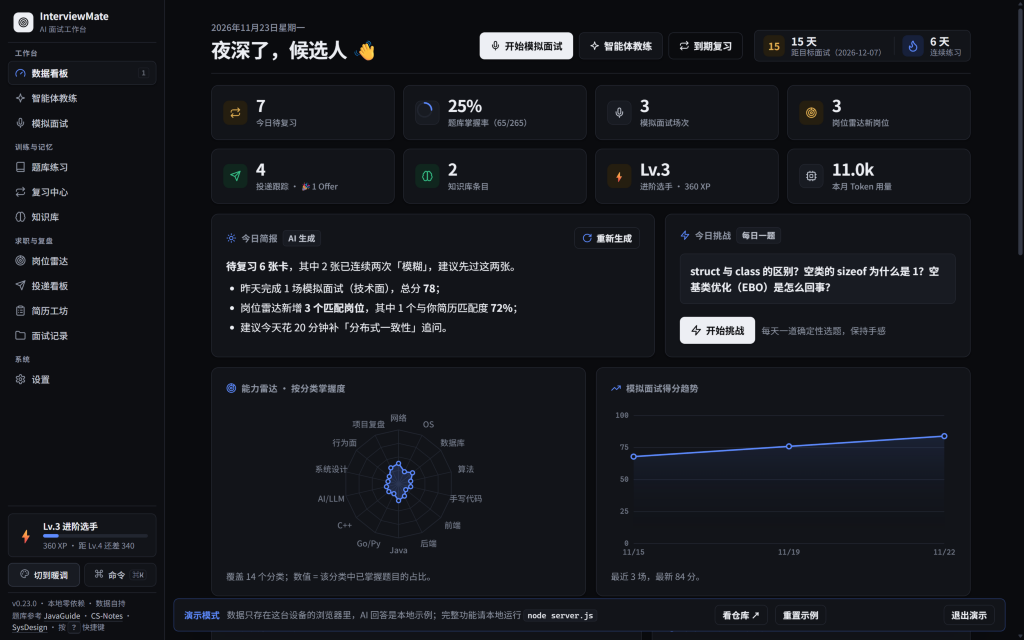 InterviewMate
AI 面试工作台
工作台
数据看板 1
智能体教练
模拟面试
训练与记忆
题库练习
复习中心
知识库
求职与复盘
岗位雷达
投递看板
简历工坊
面试记录
系统
设置
Lv.3 进阶选手
360 XP · 距 Lv.4 还差 340
切到暖调
⌘ 命令 ⌘K
v0.23.0 · 本地零依赖 · 数据自持
题库参考 JavaGuide · CS-Notes ·
SysDesign · 按 ? 快捷键
2026年11月23日星期一
夜深了，候选人 👋
开始模拟面试
智能体教练
到期复习
15
15 天
距目标面试（2026-12-07）
6 天
连续练习
7
今日待复习
25%
题库掌握率（65/265）
3
模拟面试场次
3
岗位雷达新岗位
4
投递跟踪 · 🎉 1 Offer
2
知识库条目
Lv.3
进阶选手 · 360 XP
11.0k
本月 Token 用量
今日简报 AI 生成
重新生成
待复习 6 张卡，其中 2 张已连续两次「模糊」，建议先过这两张。
• 昨天完成 1 场模拟面试（技术面），总分 78；
• 岗位雷达新增 3 个匹配岗位，其中 1 个与你简历匹配度 72%；
• 建议今天花 20 分钟补「分布式一致性」追问。
今日挑战 每日一题
struct 与 class 的区别？空类的 sizeof 为什么是 1？空
基类优化（EBO）是怎么回事？
开始挑战
每天一道确定性选题，保持手感
能力雷达 · 按分类掌握度
网络
OS
数据库
算法
手写代码
前端
后端
Java
Go/Py
C++
AI/LLM
系统设计
行为面
项目复盘
覆盖 14 个分类；数值 = 该分类中已掌握题目的占比。
模拟面试得分趋势
100
75
50
25
0
11/15
11/19
11/22
最近 3 场，最新 84 分。
演示模式 数据只存在这台设备的浏览器里，AI 回答是本地示例；完整功能请本地运行 node server.js
看仓库 ↗
重置示例
退出演示